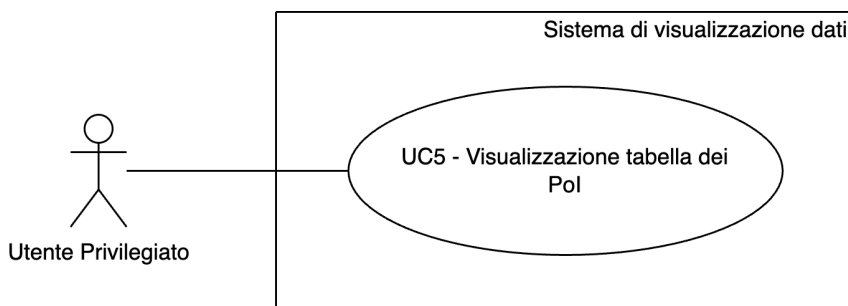 Sistema di visualizzazione dati
UC5 - Visualizzazione tabella dei
PoI
Utente Privilegiato